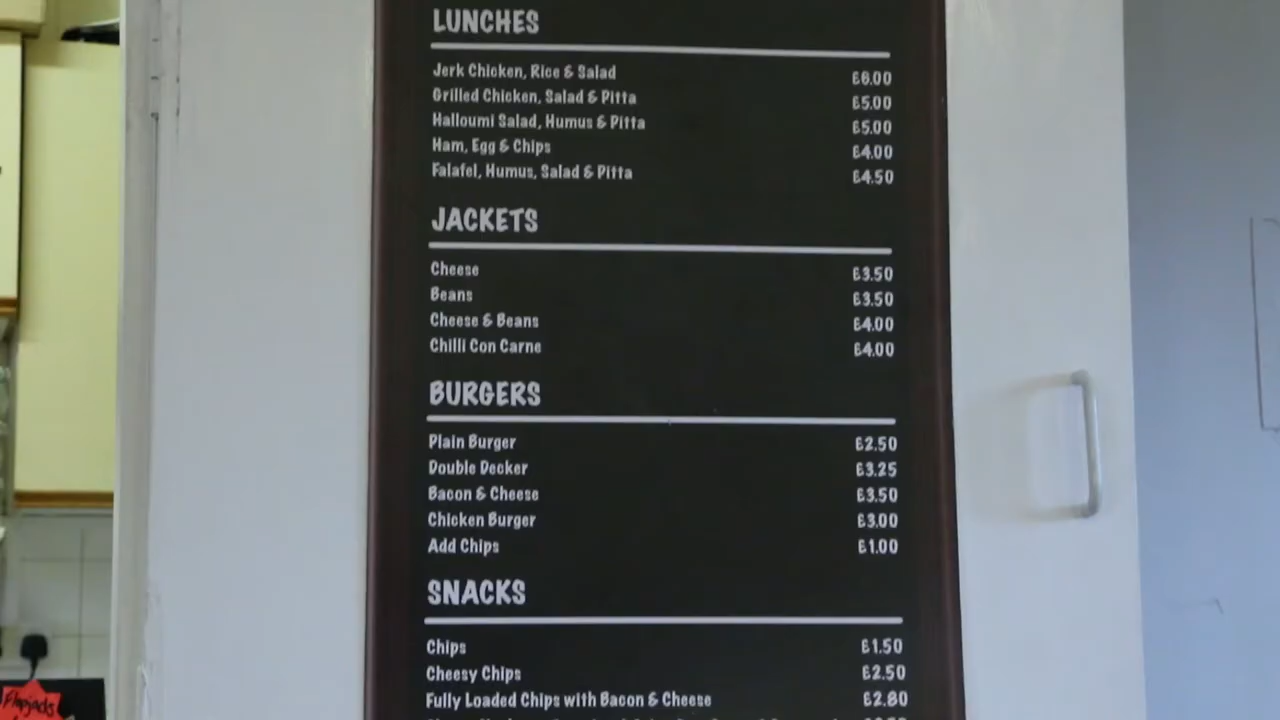 LUNCHES
Jerk Chicken, Rice & Salad £6.00
Grilled Chicken, Salad & Pitta £5.00
Halloumi Salad, Humus & Pitta £5.00
Ham, Egg & Chips £4.00
Falafel, Humus, Salad & Pitta £4.50
JACKETS
Cheese £3.50
Beans £3.50
Cheese & Beans £4.00
Chilli Con Carne £4.00
BURGERS
Plain Burger £2.50
Double Decker £3.25
Bacon & Cheese £3.50
Chicken Burger £3.00
Add Chips £1.00
SNACKS
Chips £1.50
Cheesy Chips £2.50
Fully Loaded Chips with Bacon & Cheese £2.80
Flapjacks